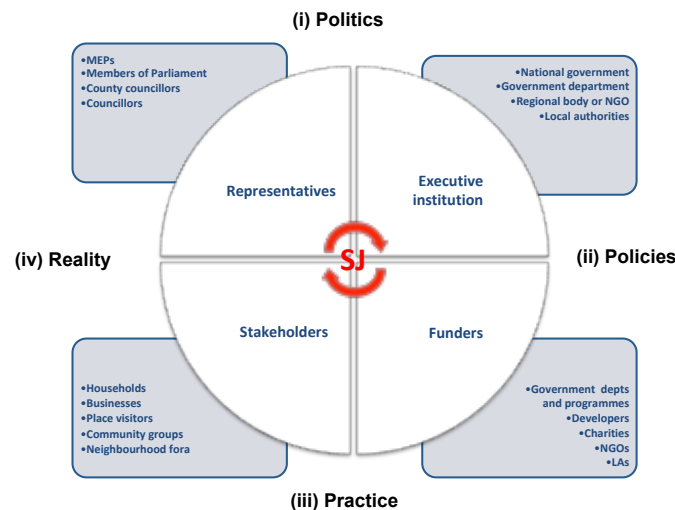 (i) Politics
•MEPs
•Members of Parliament
•County councillors
•Councillors
•National government
•Government department
•Regional body or NGO
•Local authorities
Representatives
Executive
institution
(iv) Reality
SJ
(ii) Policies
Stakeholders
Funders
•Households
•Businesses
•Place visitors
•Community groups
•Neighbourhood fora
•Government depts
and programmes
•Developers
•Charities
•NGOs
•LAs
(iii) Practice